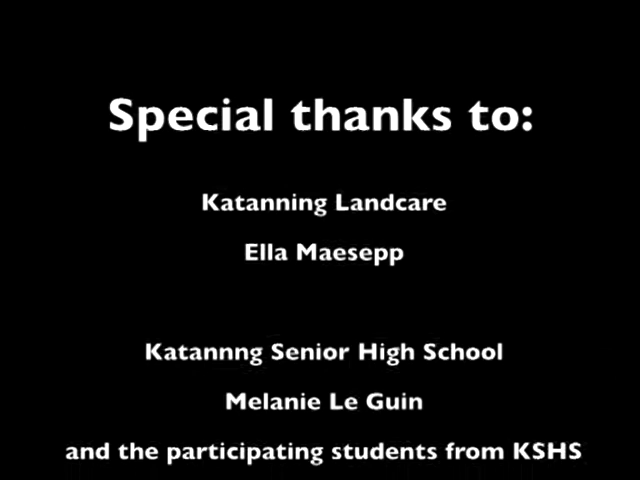 Special thanks to:
Katanning Landcare
Ella Maesepp
Katannng Senior High School
Melanie Le Guin
and the participating students from KSHS